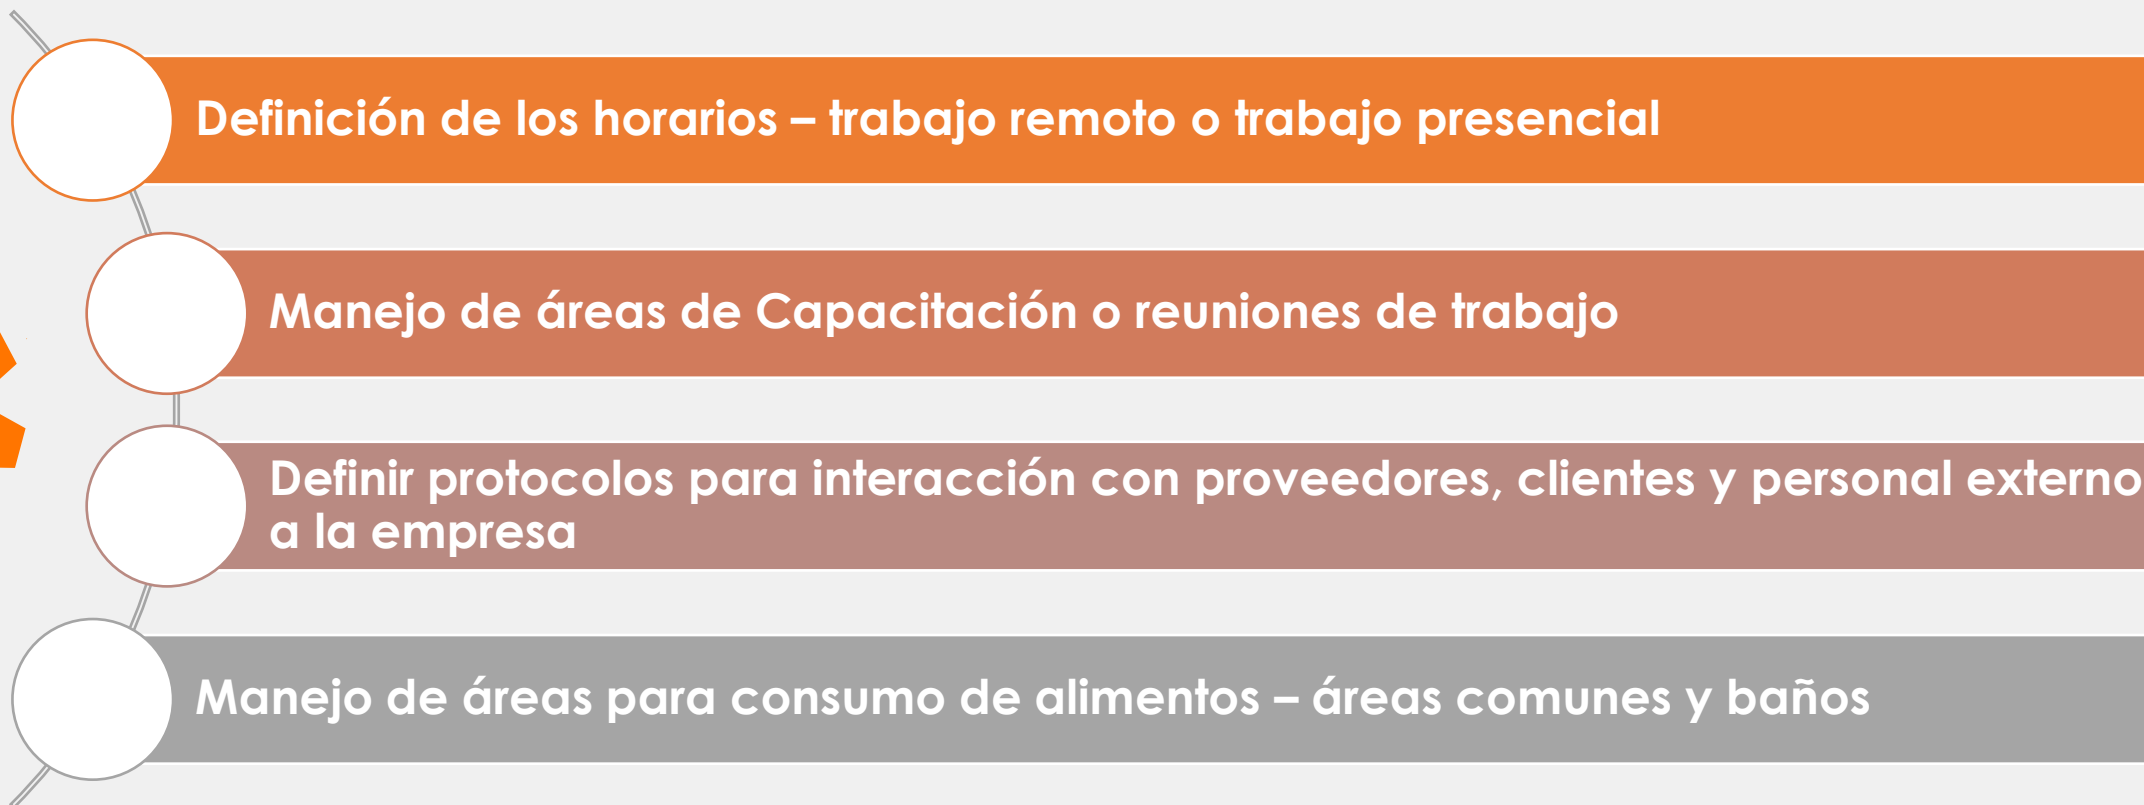 Definición de los horarios – trabajo remoto o trabajo presencial
Manejo de áreas de Capacitación o reuniones de trabajo
Definir protocolos para interacción con proveedores, clientes y personal externo
a la empresa
Manejo de áreas para consumo de alimentos – áreas comunes y baños